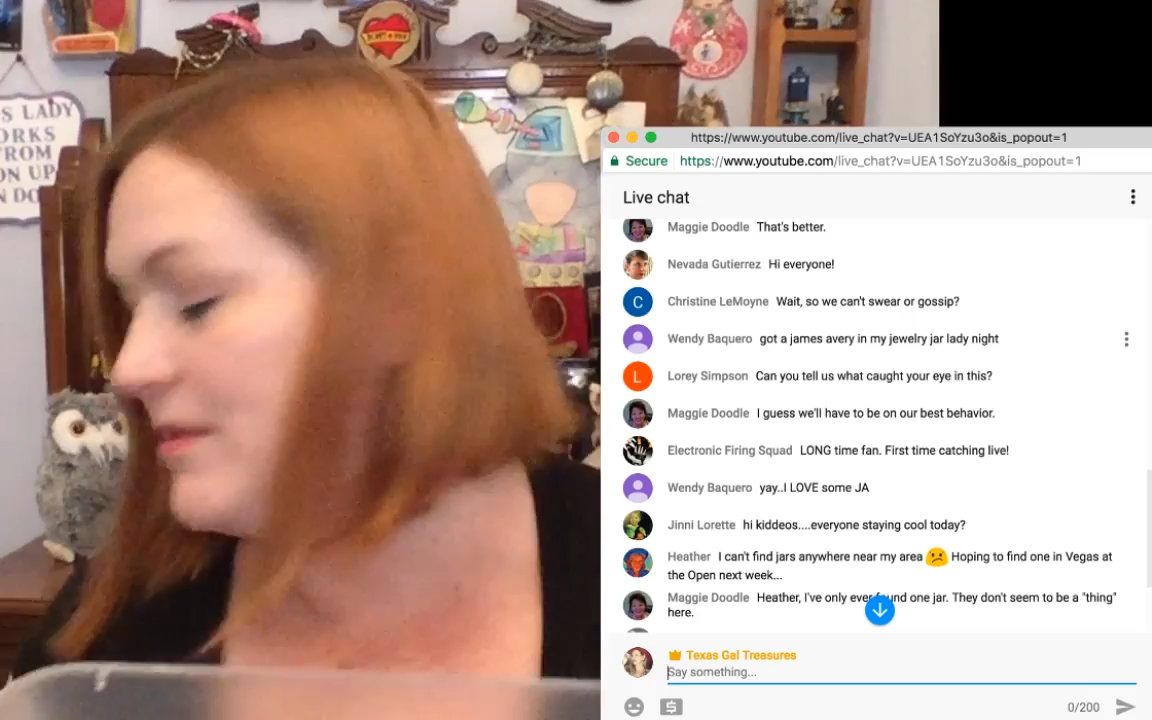 S LADY
ORKS
FROM
ON UP
N DO
https://www.youtube.com/live_chat?v=UEA1SoYzu3o&is_popout=1
Secure https://www.youtube.com/live_chat?v=UEA1SoYzu3o&is_popout=1
Live chat
Maggie Doodle That's better.
Nevada Gutierrez Hi everyone!
C Christine LeMoyne Wait, so we can't swear or gossip?
Wendy Baquero got a james avery in my jewelry jar lady night
L Lorey Simpson Can you tell us what caught your eye in this?
Maggie Doodle I guess we'll have to be on our best behavior.
Electronic Firing Squad LONG time fan. First time catching live!
Wendy Baquero yay..I LOVE some JA
Jinni Lorette hi kiddeos....everyone staying cool today?
Heather I can't find jars anywhere near my area Hoping to find one in Vegas at
the Open next week...
Maggie Doodle Heather, I've only ever found one jar. They don't seem to be a "thing"
here.
Texas Gal Treasures
Say something...
0/200